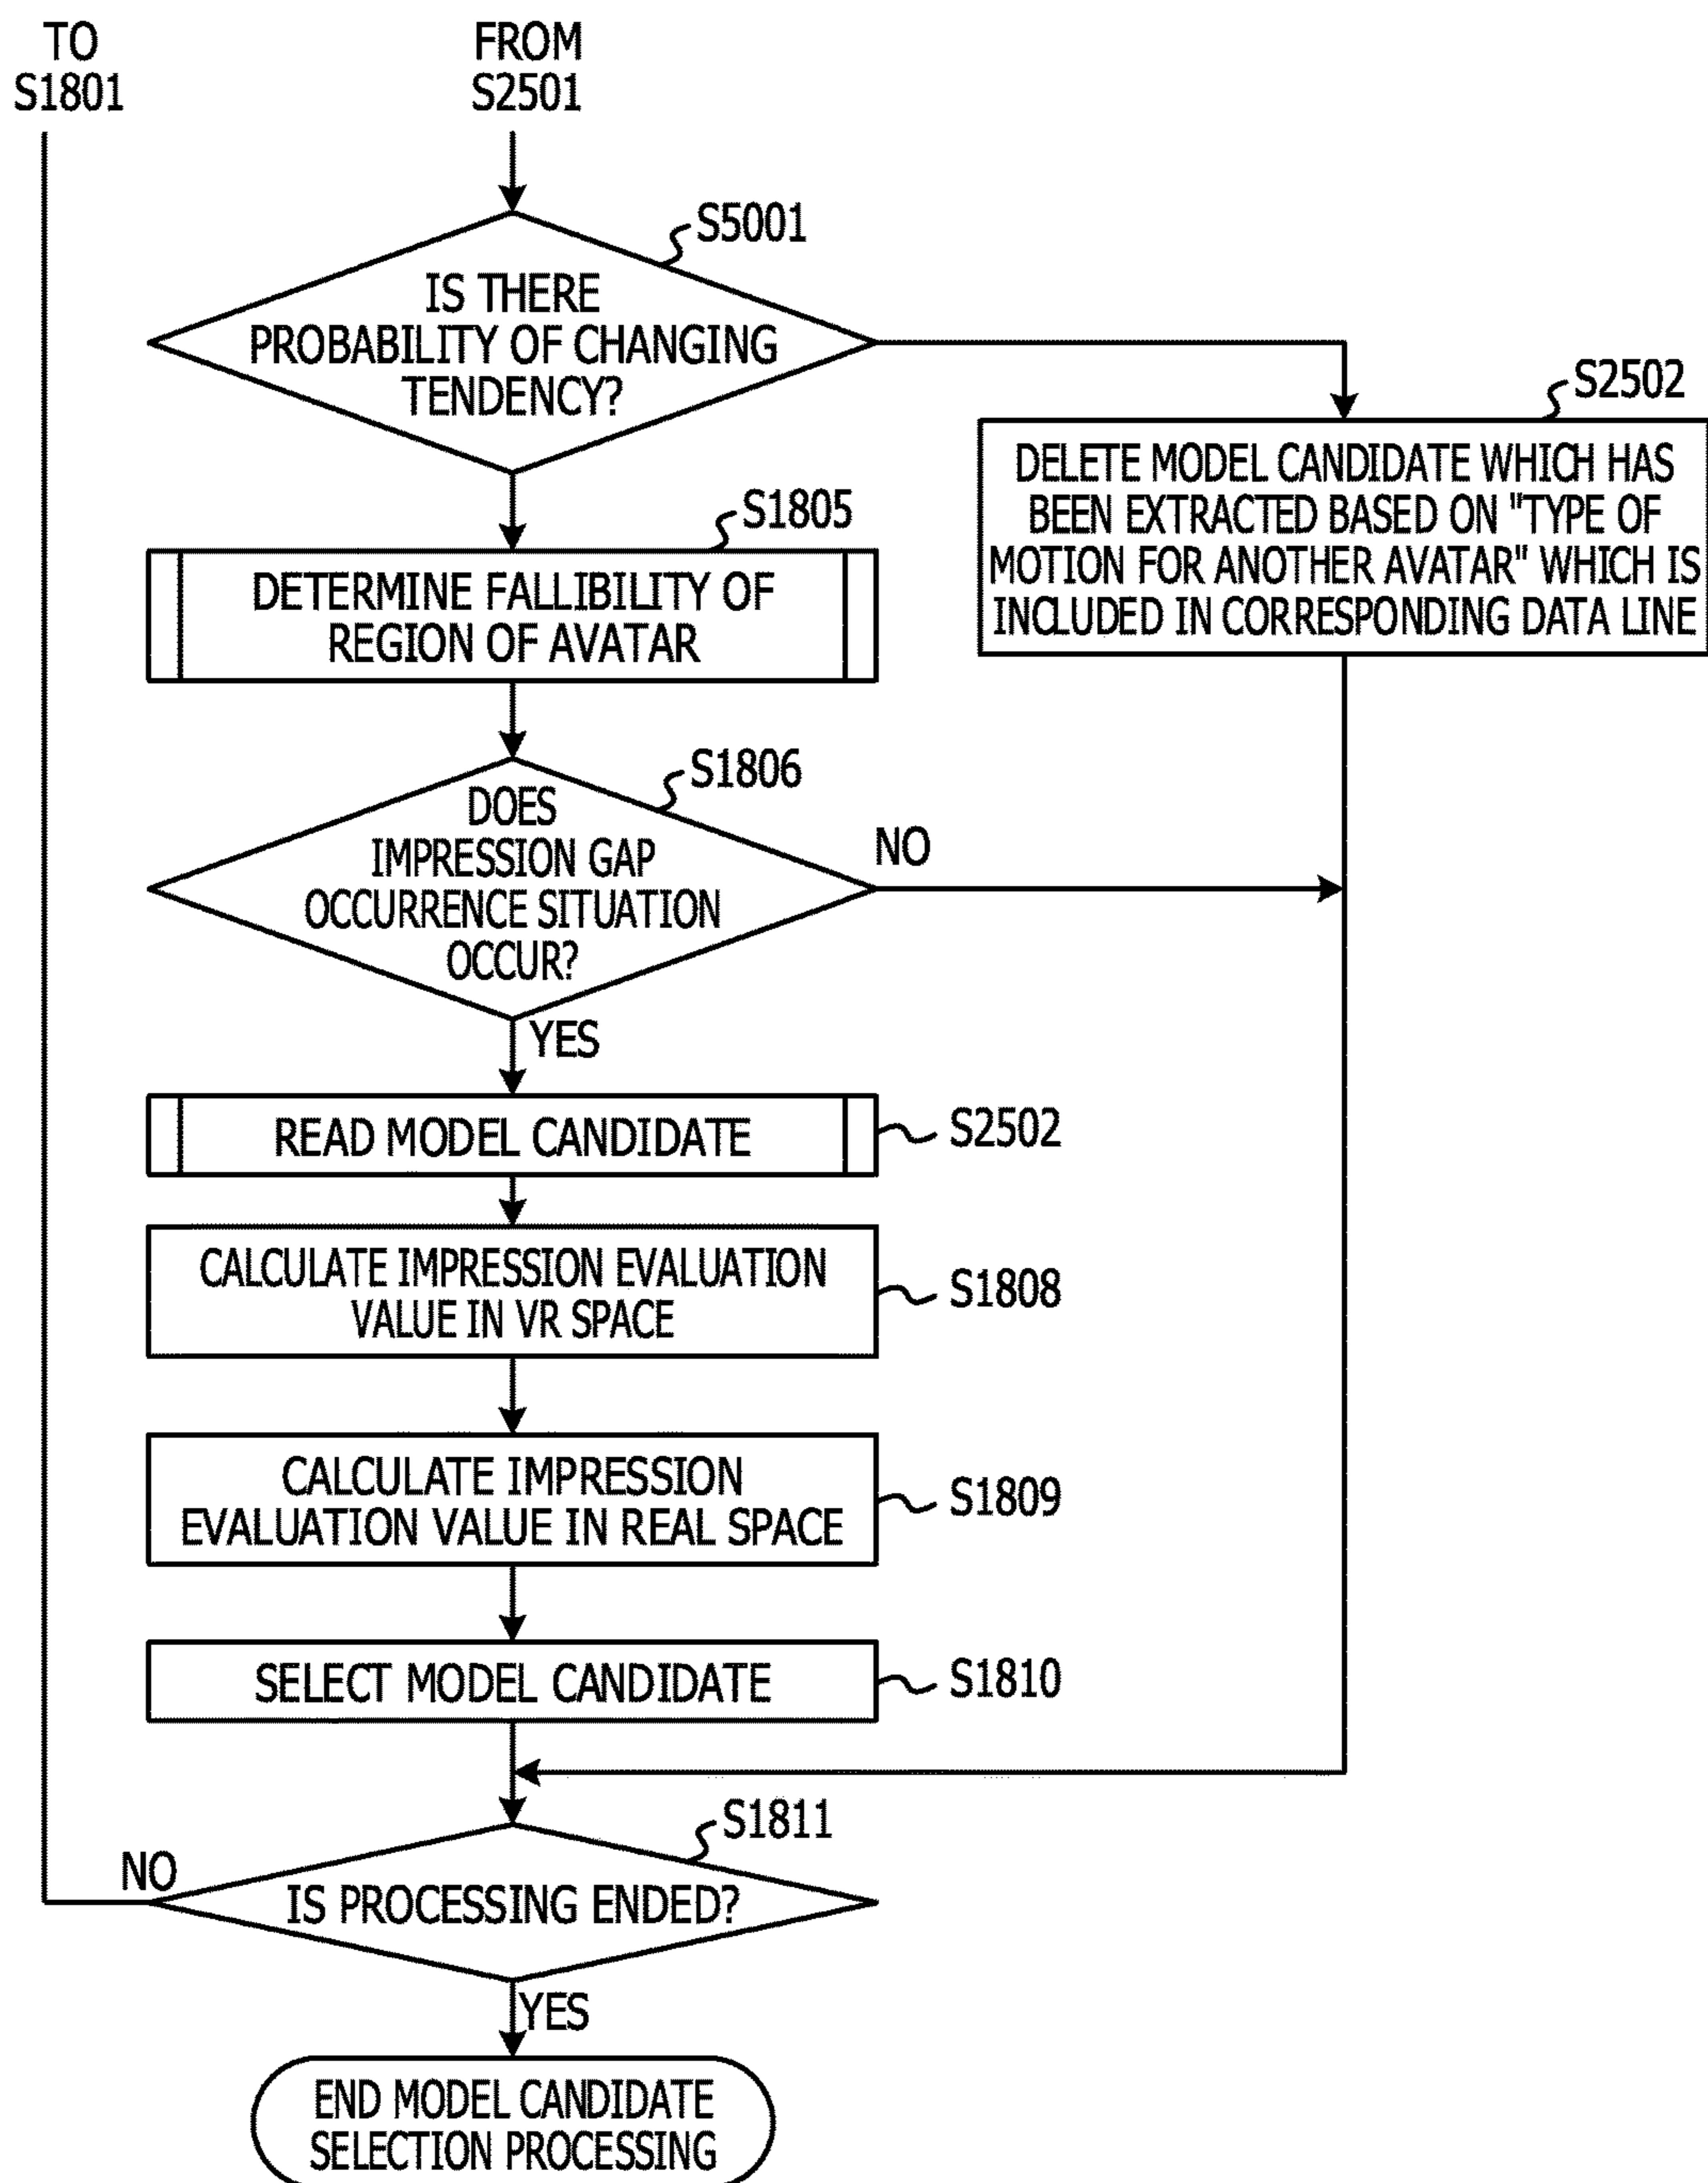 TO
S1801
FROM
S2501
S5001
IS THERE
PROBABILITY OF CHANGING
TENDENCY?
S2502
DELETE MODEL CANDIDATE WHICH HAS
BEEN EXTRACTED BASED ON "TYPE OF
MOTION FOR ANOTHER AVATAR" WHICH IS
INCLUDED IN CORRESPONDING DATA LINE
S1805
DETERMINE FALLIBILITY OF
REGION OF AVATAR
S1806
DOES
IMPRESSION GAP
OCCURRENCE SITUATION
OCCUR?
NO
YES
READ MODEL CANDIDATE
S2502
CALCULATE IMPRESSION EVALUATION
VALUE IN VR SPACE
S1808
CALCULATE IMPRESSION
EVALUATION VALUE IN REAL SPACE
S1809
SELECT MODEL CANDIDATE
S1810
S1811
NO
IS PROCESSING ENDED?
YES
END MODEL CANDIDATE
SELECTION PROCESSING